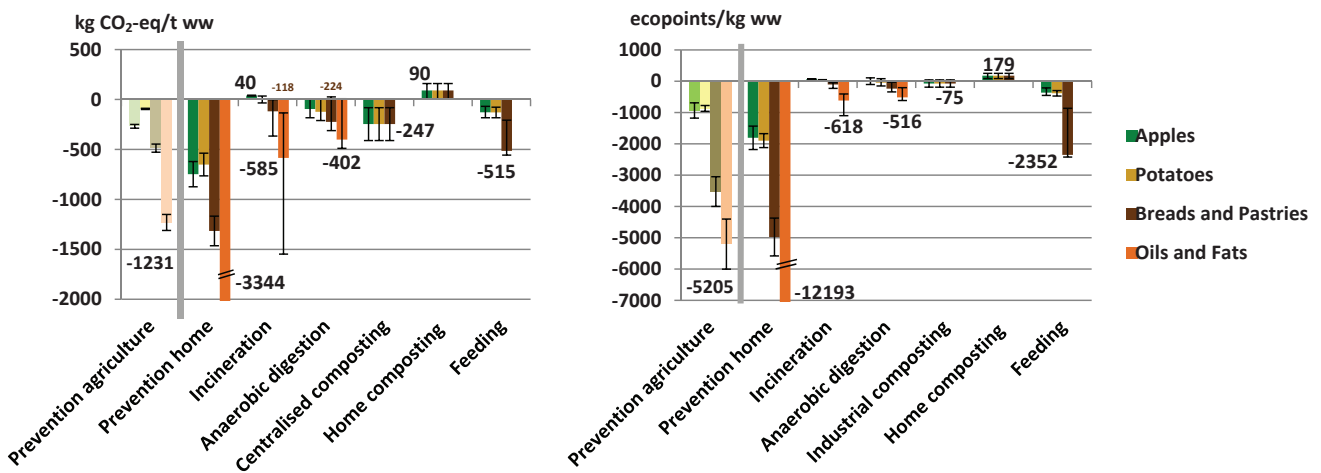 kg CO₂-eq/t ww
500
0
-500
-1000
-1500
-2000
40
-118
-224
90
-247
-585
-402
-515
-1231
-3344
Prevention agriculture
Prevention home
Incineration
Anaerobic digestion
Centralised composting
Home composting
Feeding
ecopoints/kg ww
1000
0
-1000
-2000
-3000
-4000
-5000
-6000
-7000
179
-75
-618
-516
-2352
-5205
-12193
Prevention agriculture
Prevention home
Incineration
Anaerobic digestion
Industrial composting
Home composting
Feeding
Apples
Potatoes
Breads and Pastries
Oils and Fats